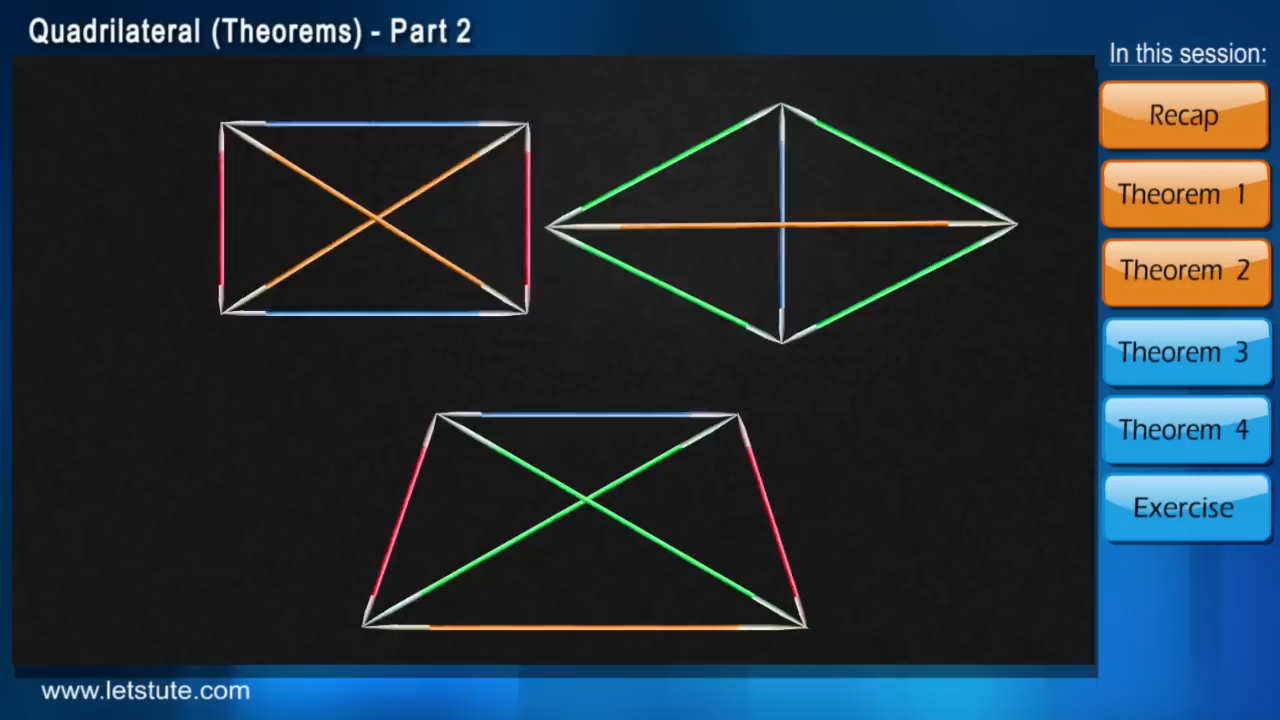 Quadrilateral (Theorems) - Part 2
In this session:
Recap
Theorem 1
Theorem 2
Theorem 3
Theorem 4
Exercise
www.letstute.com